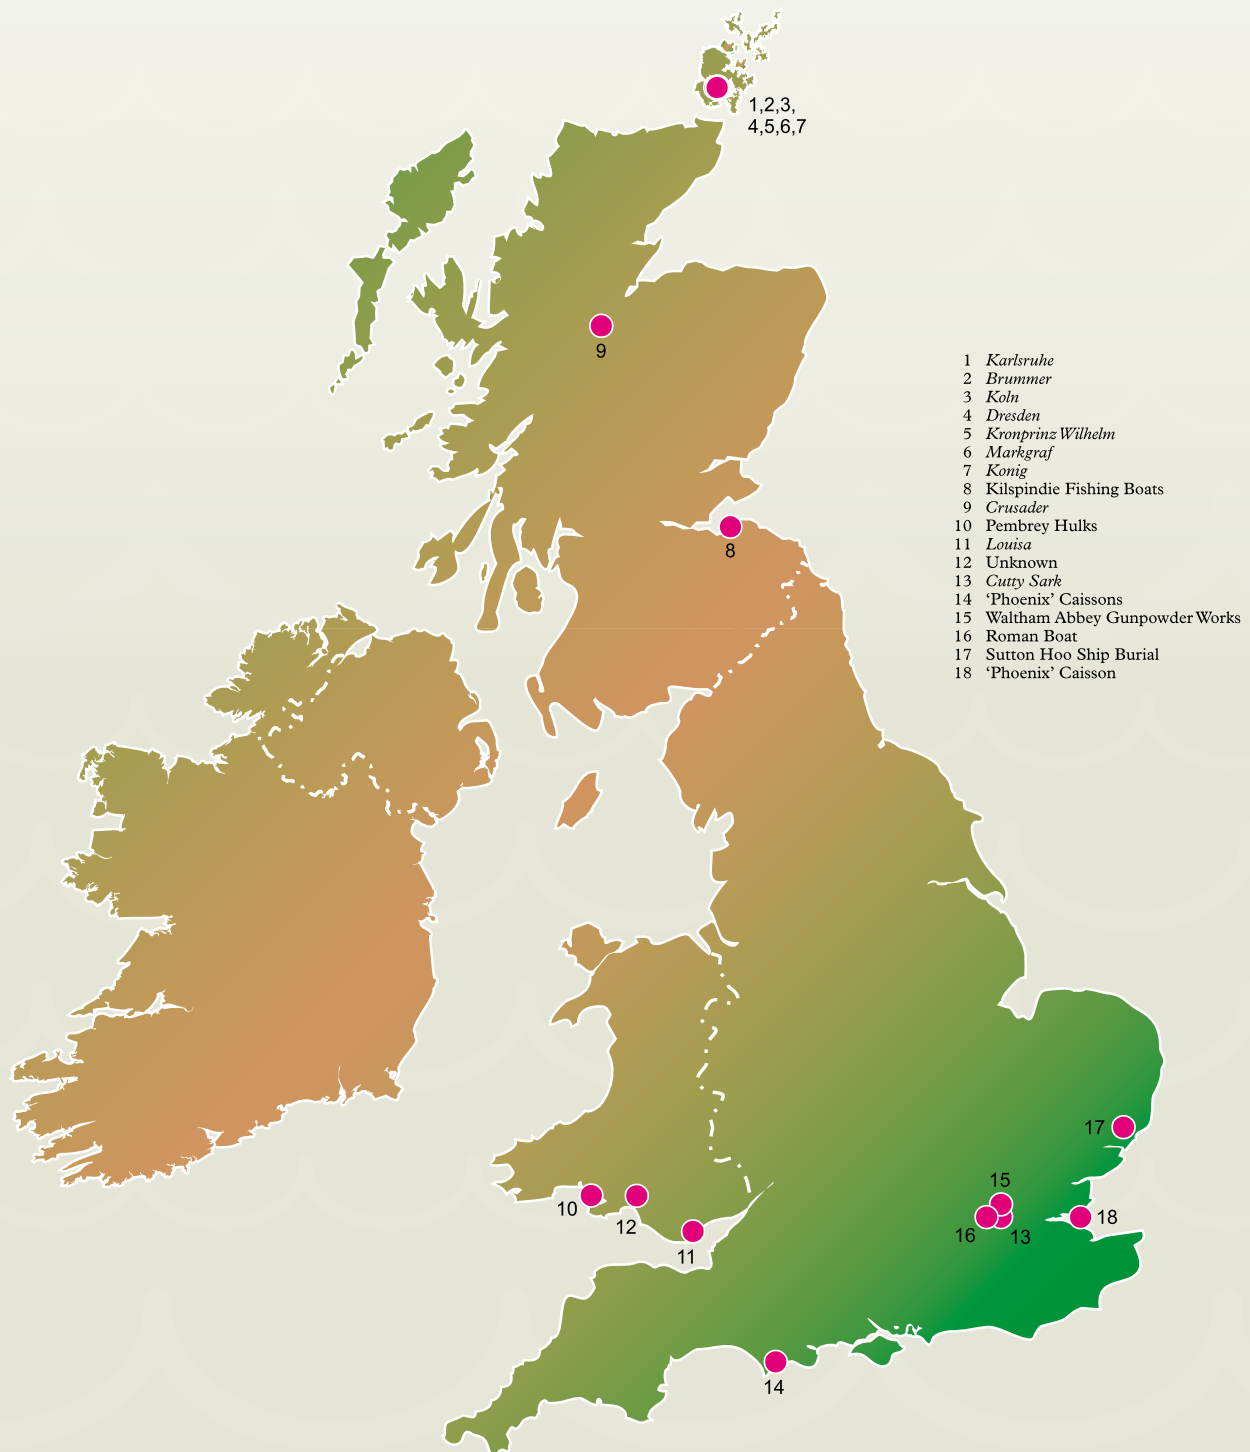 1,2,3,
4,5,6,7
9
8
1 Karlsruhe
2 Brummer
3 Koln
4 Dresden
5 Kronprinz Wilhelm
6 Markgraf
7 Konig
8 Kilspindie Fishing Boats
9 Crusader
10 Pembrey Hulks
11 Louisa
12 Unknown
13 Cutty Sark
14 ‘Phoenix’ Caissons
15 Waltham Abbey Gunpowder Works
16 Roman Boat
17 Sutton Hoo Ship Burial
18 ‘Phoenix’ Caisson
17
15
10
12
18
16
13
11
14